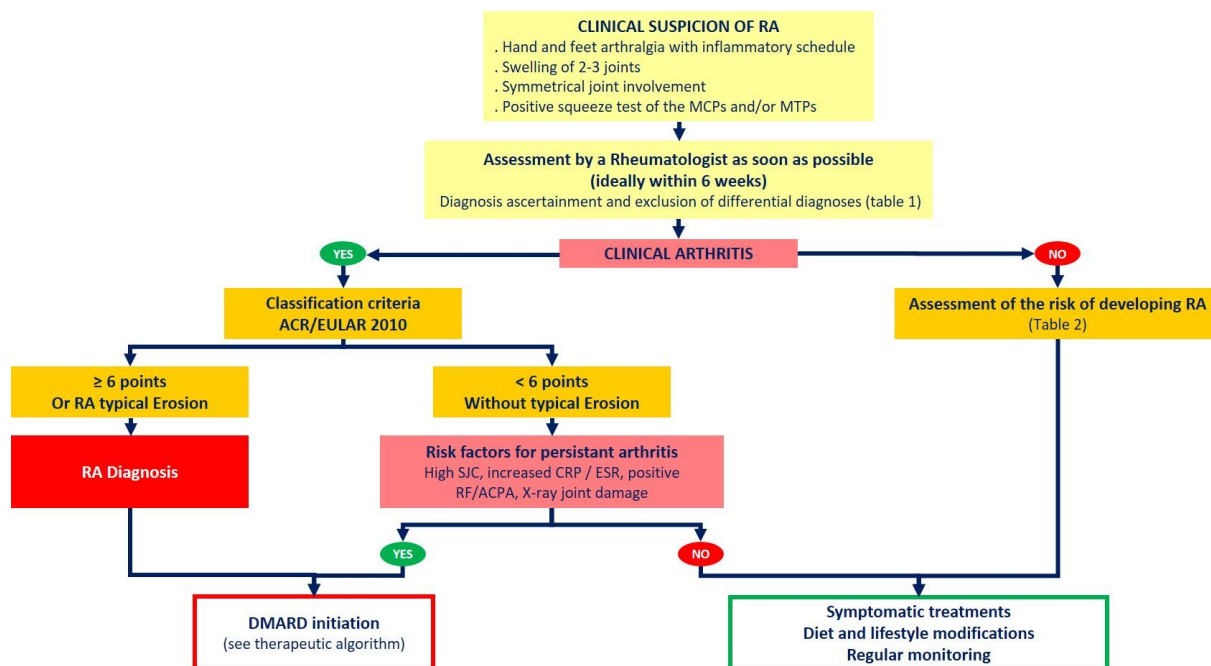 CLINICAL SUSPICION OF RA
. Hand and feet arthralgia with inflammatory schedule
. Swelling of 2-3 joints
. Symmetrical joint involvement
. Positive squeeze test of the MCPs and/or MTPs
Assessment by a Rheumatologist as soon as possible
(ideally within 6 weeks)
Diagnosis ascertainment and exclusion of differential diagnoses (table 1)
YES
CLINICAL ARTHRITIS
NO
Classification criteria
ACR/EULAR 2010
Assessment of the risk of developing RA
(Table 2)
≥ 6 points
Or RA typical Erosion
< 6 points
Without typical Erosion
RA Diagnosis
Risk factors for persistant arthritis
High SJC, increased CRP / ESR, positive
RF/ACPA, X-ray joint damage
YES
NO
DMARD initiation
(see therapeutic algorithm)
Symptomatic treatments
Diet and lifestyle modifications
Regular monitoring